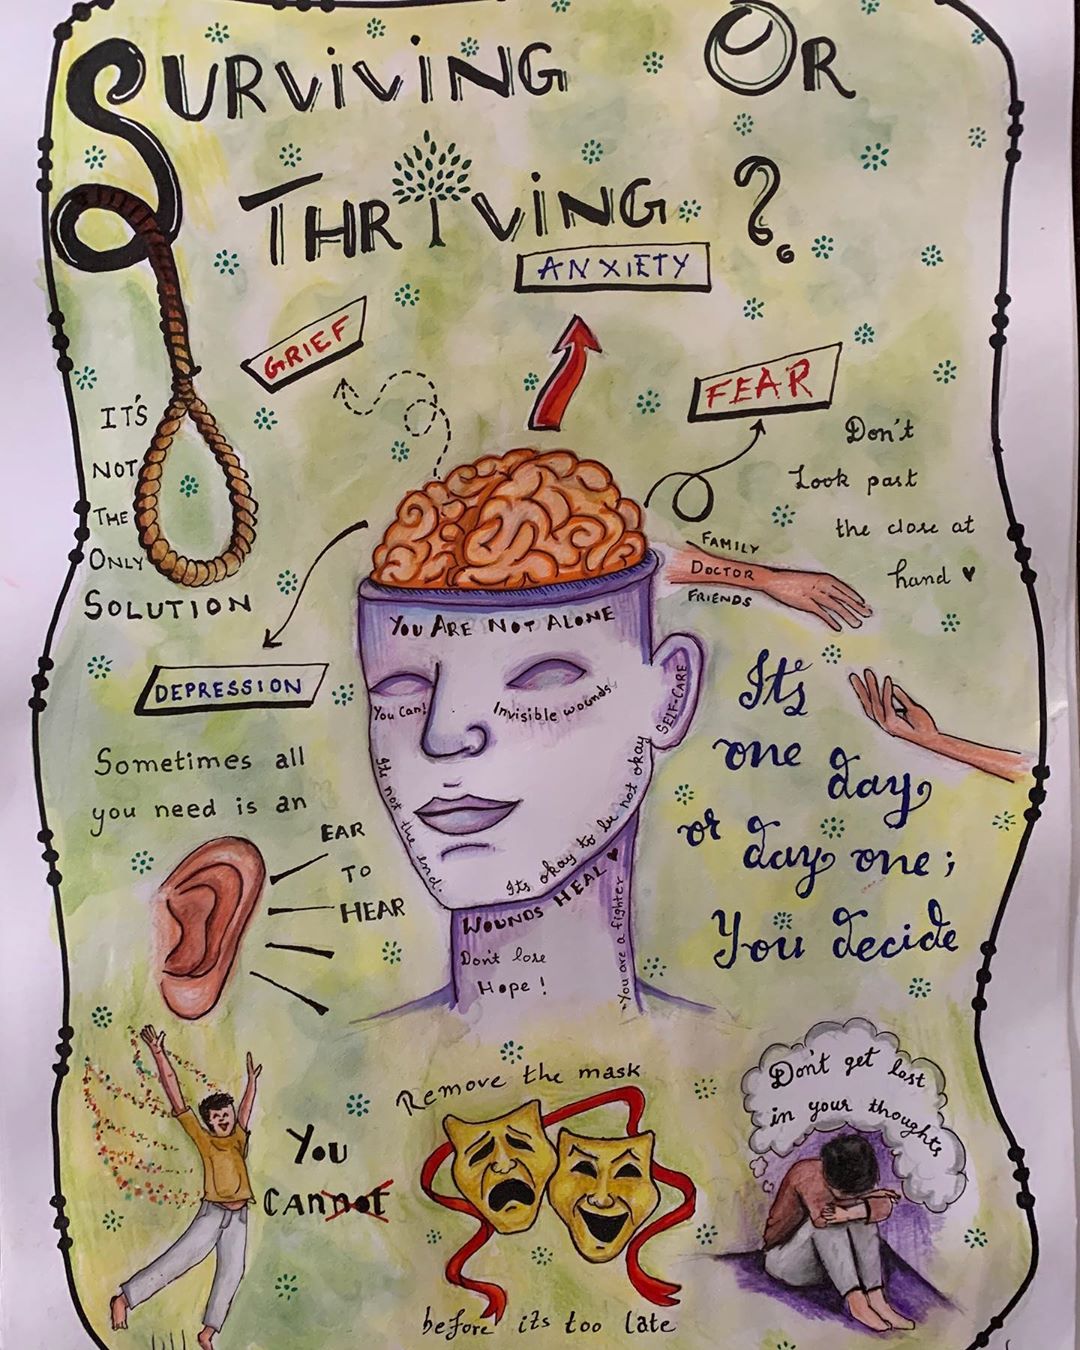 SURViViNG OR
THRiViNG ?
ANXIETY
GRIEF
FEAR
DEPRESSION
IT'S
NOT
THE
ONLY
SOLUTION
Don't
Look past
the close at
hand ♥
FAMILY
DOCTOR
FRIENDS
YOU ARE NOT ALONE
You Can!
Invisible wounds
SELF-CARE
Its not the end.
Its okay to be not okay
WOUNDS HEAL ♥
Don't lose
Hope !
You are a fighter
Sometimes all
you need is an
EAR
TO
HEAR
It's
one day
or day one ;
You decide
You
CANnot
Remove the mask
before its too late
Don't get lost
in your thoughts